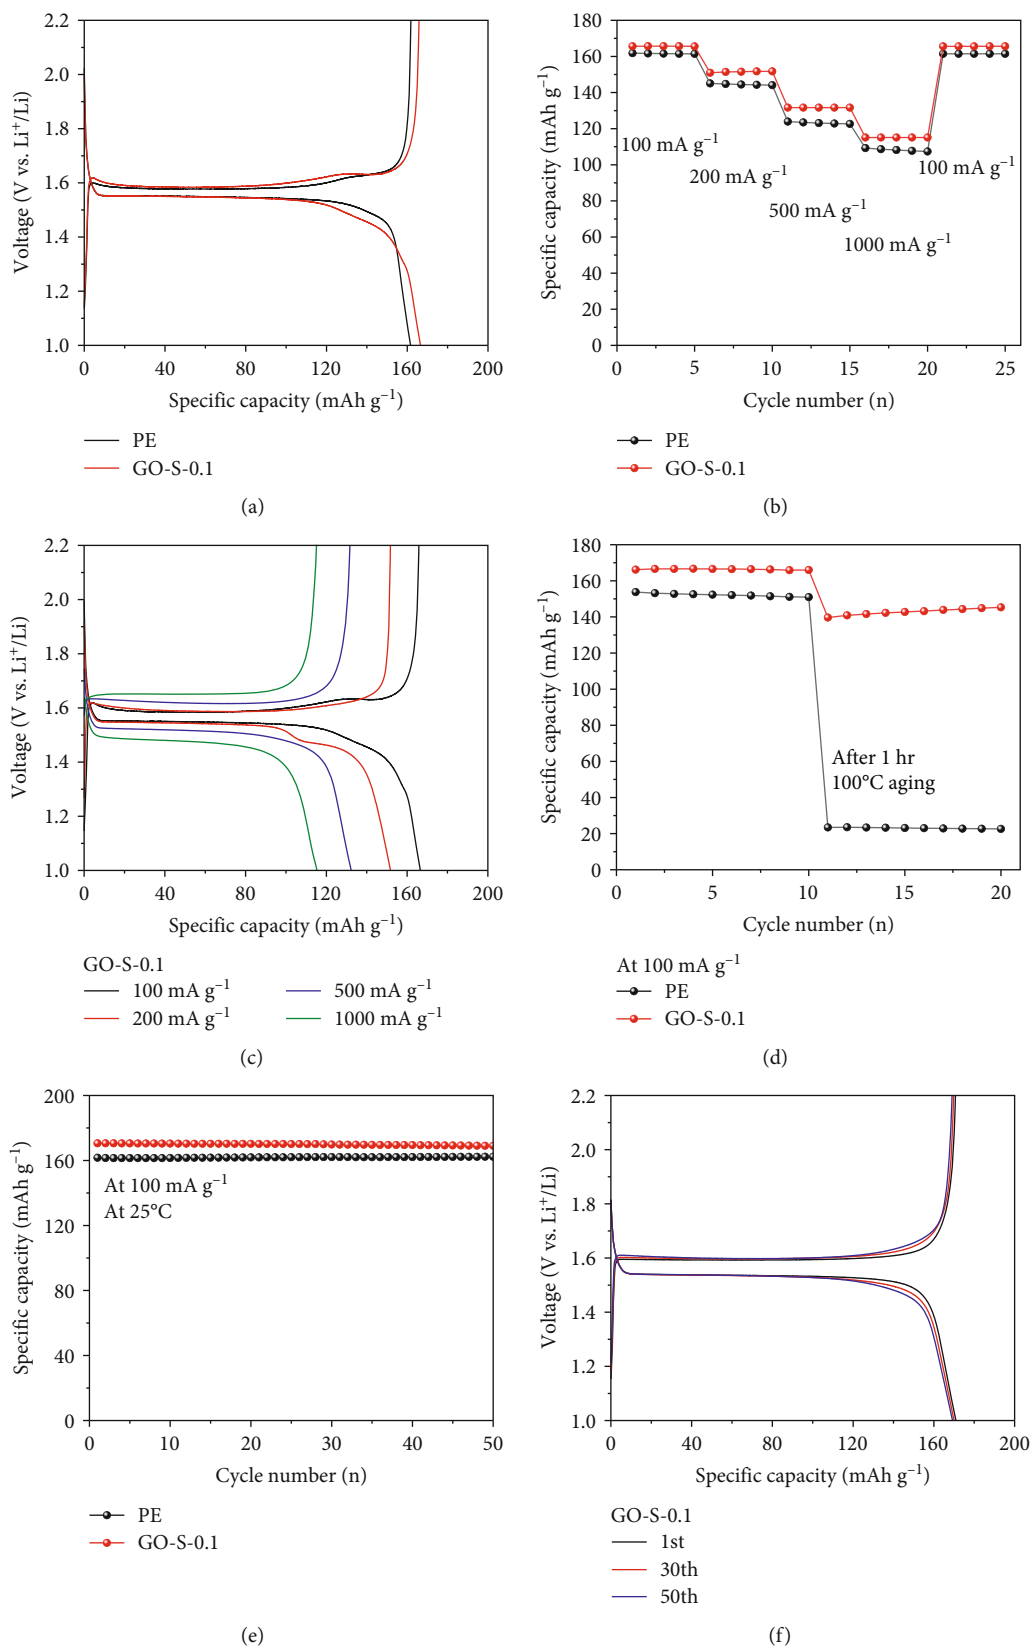 2.2
2.0
1.8
1.6
1.4
1.2
1.0
Voltage (V vs. Li⁺/Li)
0 40 80 120 160 200
Specific capacity (mAh g⁻¹)
PE
GO-S-0.1
(a)
180
160
140
120
100
80
60
40
20
0
Specific capacity (mAh g⁻¹)
100 mA g⁻¹
200 mA g⁻¹
500 mA g⁻¹
1000 mA g⁻¹
100 mA g⁻¹
0 5 10 15 20 25
Cycle number (n)
PE
GO-S-0.1
(b)
2.2
2.0
1.8
1.6
1.4
1.2
1.0
Voltage (V vs. Li⁺/Li)
0 40 80 120 160 200
Specific capacity (mAh g⁻¹)
GO-S-0.1
100 mA g⁻¹ 500 mA g⁻¹
200 mA g⁻¹ 1000 mA g⁻¹
(c)
180
160
140
120
100
80
60
40
20
0
Specific capacity (mAh g⁻¹)
After 1 hr
100°C aging
0 5 10 15 20
Cycle number (n)
At 100 mA g⁻¹
PE
GO-S-0.1
(d)
200
160
120
80
40
0
Specific capacity (mAh g⁻¹)
At 100 mA g⁻¹
At 25°C
0 10 20 30 40 50
Cycle number (n)
PE
GO-S-0.1
(e)
2.2
2.0
1.8
1.6
1.4
1.2
1.0
Voltage (V vs. Li⁺/Li)
0 40 80 120 160 200
Specific capacity (mAh g⁻¹)
GO-S-0.1
1st
30th
50th
(f)